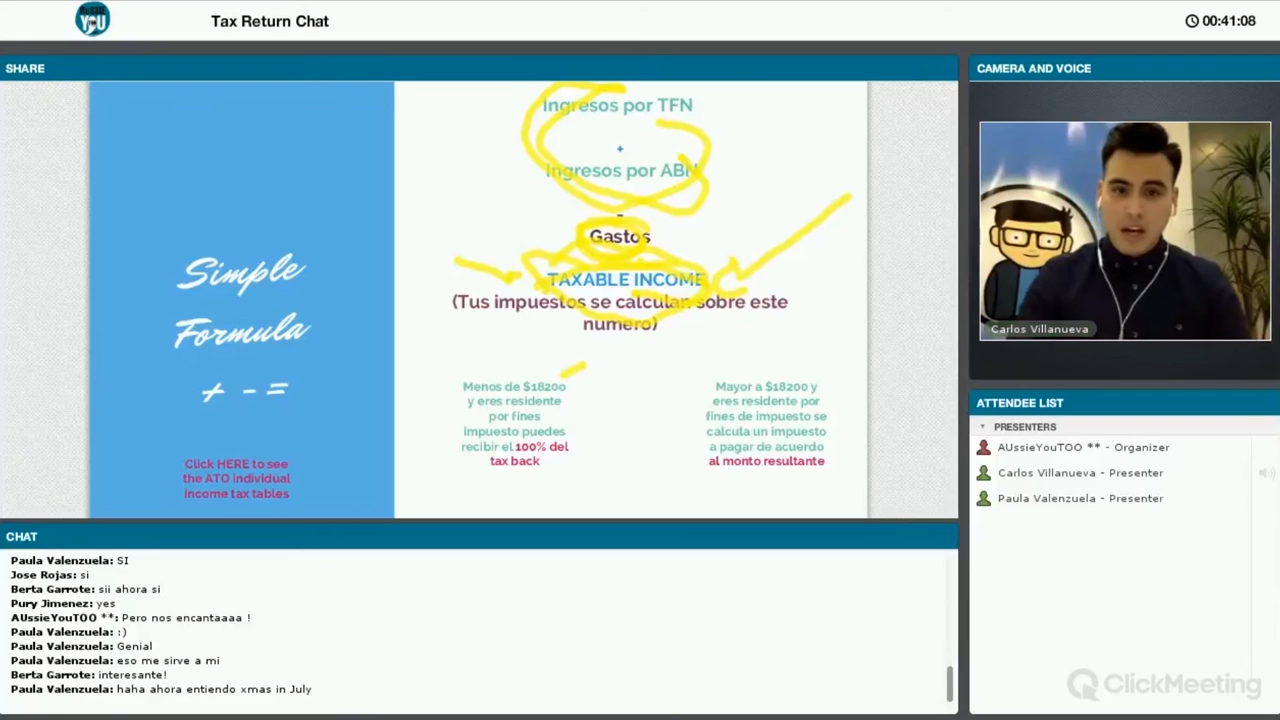 AUSSIE
YOU
Tax Return Chat
00:41:08
SHARE
Ingresos por TFN
+
Ingresos por ABN
-
Gastos
TAXABLE INCOME
(Tus impuestos se calculan sobre este
numero)
Simple
Formula
+ - =
Click HERE to see
the ATO individual
income tax tables
Menos de $18200
y eres residente
por fines
impuesto puedes
recibir el 100% del
tax back
Mayor a $18200 y
eres residente por
fines de impuesto se
calcula un impuesto
a pagar de acuerdo
al monto resultante
CAMERA AND VOICE
Carlos Villanueva
ATTENDEE LIST
PRESENTERS
AUssieYouTOO ** - Organizer
Carlos Villanueva - Presenter
Paula Valenzuela - Presenter
CHAT
Paula Valenzuela: SI
Jose Rojas: si
Berta Garrote: sii ahora si
Pury Jimenez: yes
AUssieYouTOO **: Pero nos encantaaaa !
Paula Valenzuela: :)
Paula Valenzuela: Genial
Paula Valenzuela: eso me sirve a mi
Berta Garrote: interesante!
Paula Valenzuela: haha ahora entiendo xmas in July
ClickMeeting